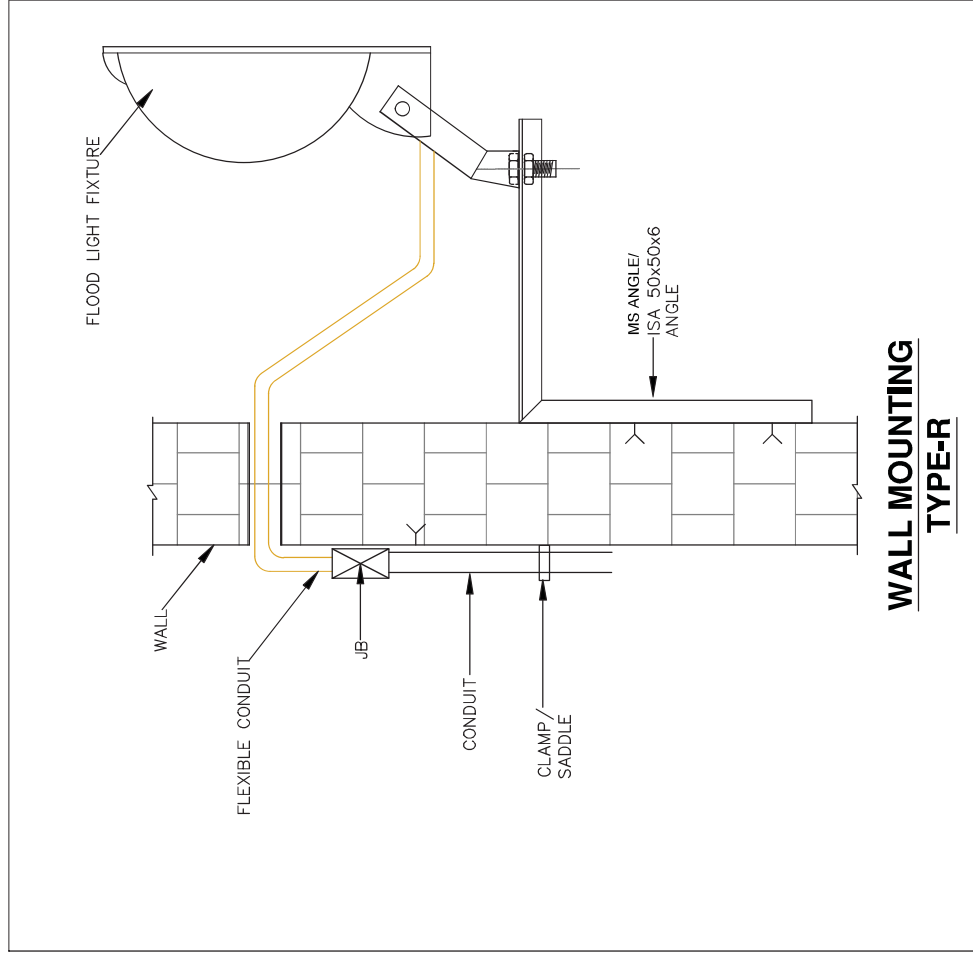 FLOOD LIGHT FIXTURE
WALL
FLEXIBLE CONDUIT
JB
CONDUIT
CLAMP/
SADDLE
MS ANGLE/
ISA 50x50x6
ANGLE
WALL MOUNTING
TYPE-R